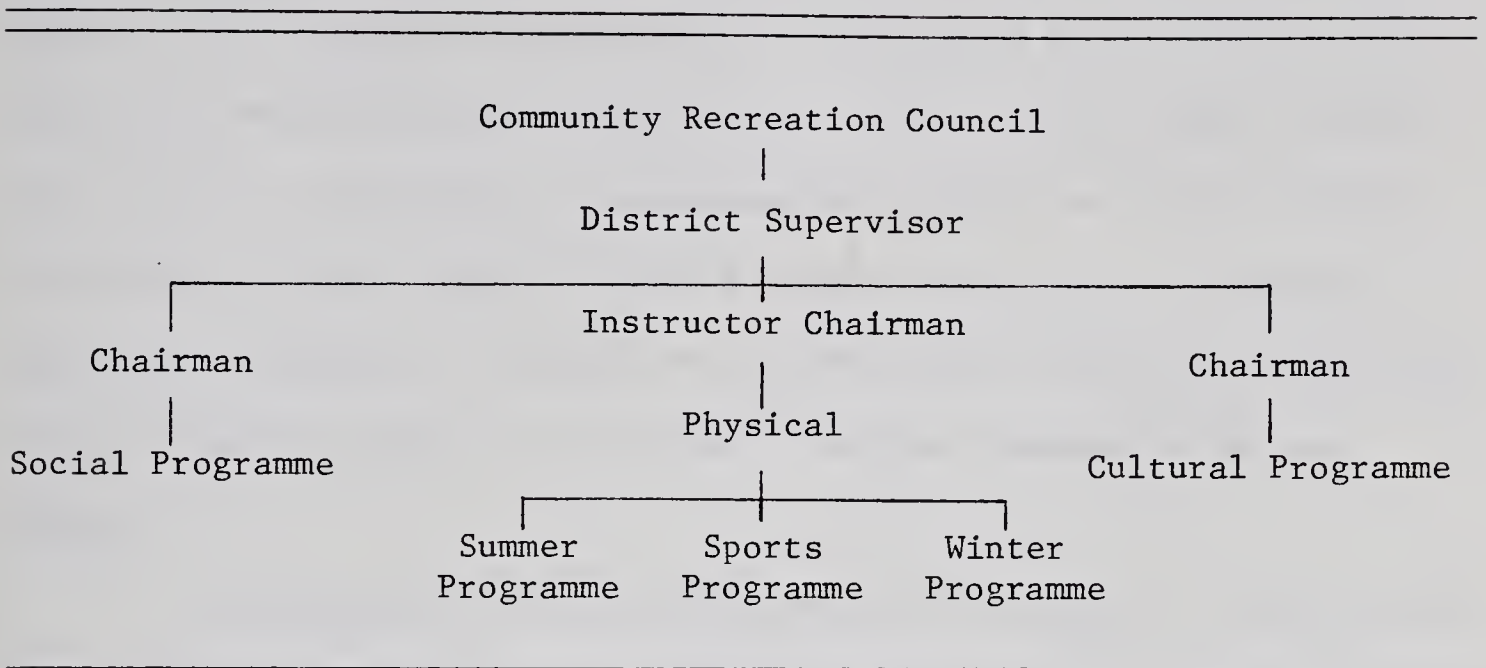 Community Recreation Council
District Supervisor
Instructor Chairman
Chairman
Chairman
Physical
Social Programme
Cultural Programme
Summer
Programme
Sports
Programme
Winter
Programme